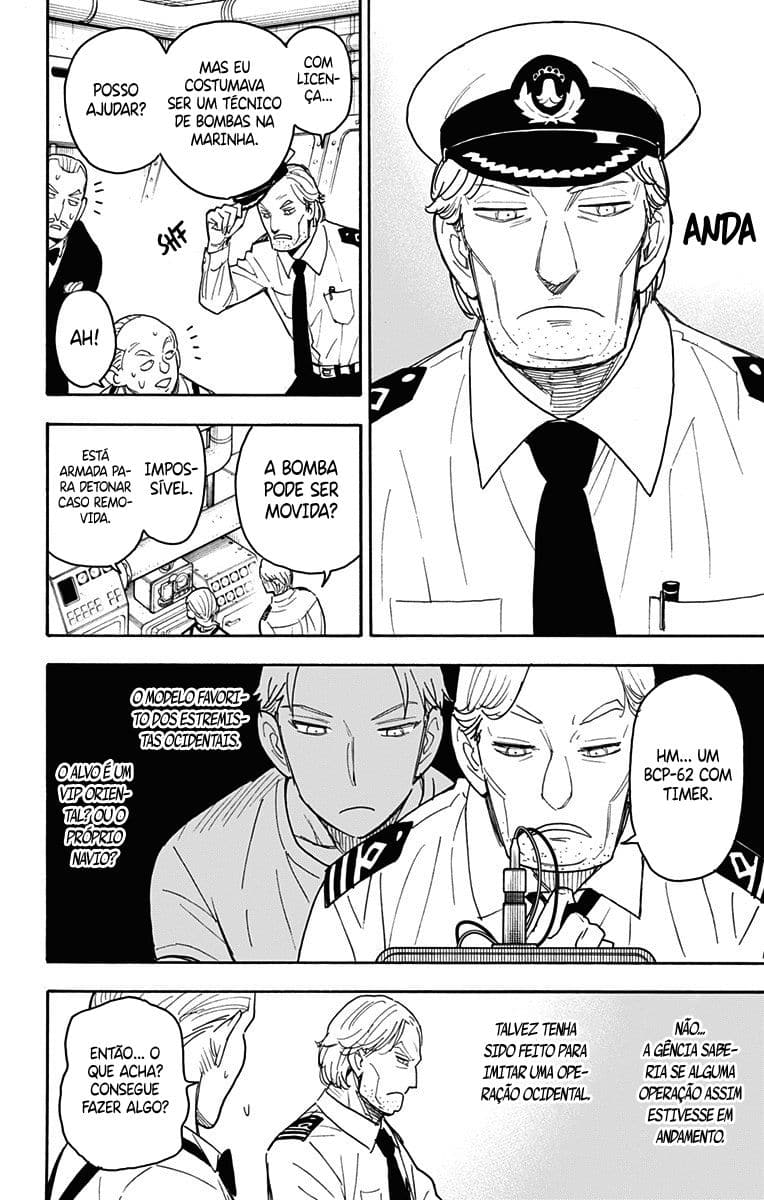 ANDA
COM
LICEN-
ÇA...
MAS EU
COSTUMAVA
SER UM TÉCNICO
DE BOMBAS NA
MARINHA.
POSSO
AJUDAR?
SHF
AH!
A BOMBA
PODE SER
MOVIDA?
IMPOS-
SÍVEL.
ESTÁ
ARMADA PA-
RA DETONAR
CASO REMO-
VIDA.
HM... UM
BCP-62 COM
TIMER.
O MODELO FAVORI-
TO DOS ESTREMIS-
TAS OCIDENTAIS.
O ALVO É UM
VIP ORIEN-
TAL? OU O
PRÓPRIO
NAVIO?
NÃO...
A GÊNCIA SABE-
RIA SE ALGUMA
OPERAÇÃO ASSIM
ESTIVESSE EM
ANDAMENTO.
TALVEZ TENHA
SIDO FEITO PARA
IMITAR UMA OPE-
RAÇÃO OCIDENTAL.
ENTÃO... O
QUE ACHA?
CONSEGUE
FAZER ALGO?